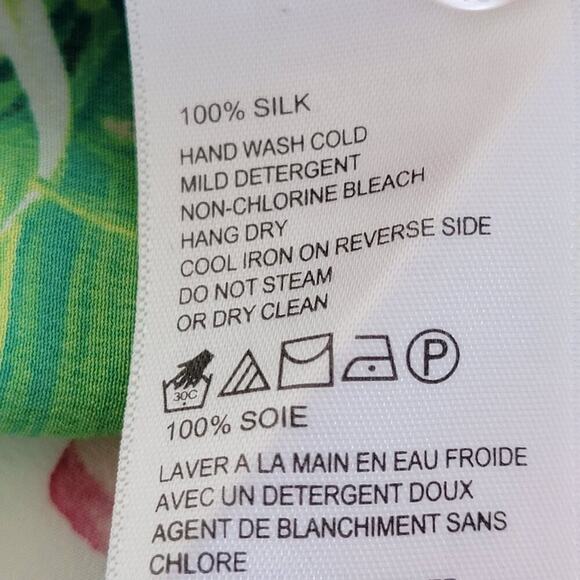 100% SILK
HAND WASH COLD
MILD DETERGENT
NON-CHLORINE BLEACH
HANG DRY
COOL IRON ON REVERSE SIDE
DO NOT STEAM
OR DRY CLEAN
30C P
100% SOIE
LAVER A LA MAIN EN EAU FROIDE
AVEC UN DETERGENT DOUX
AGENT DE BLANCHIMENT SANS
CHLORE